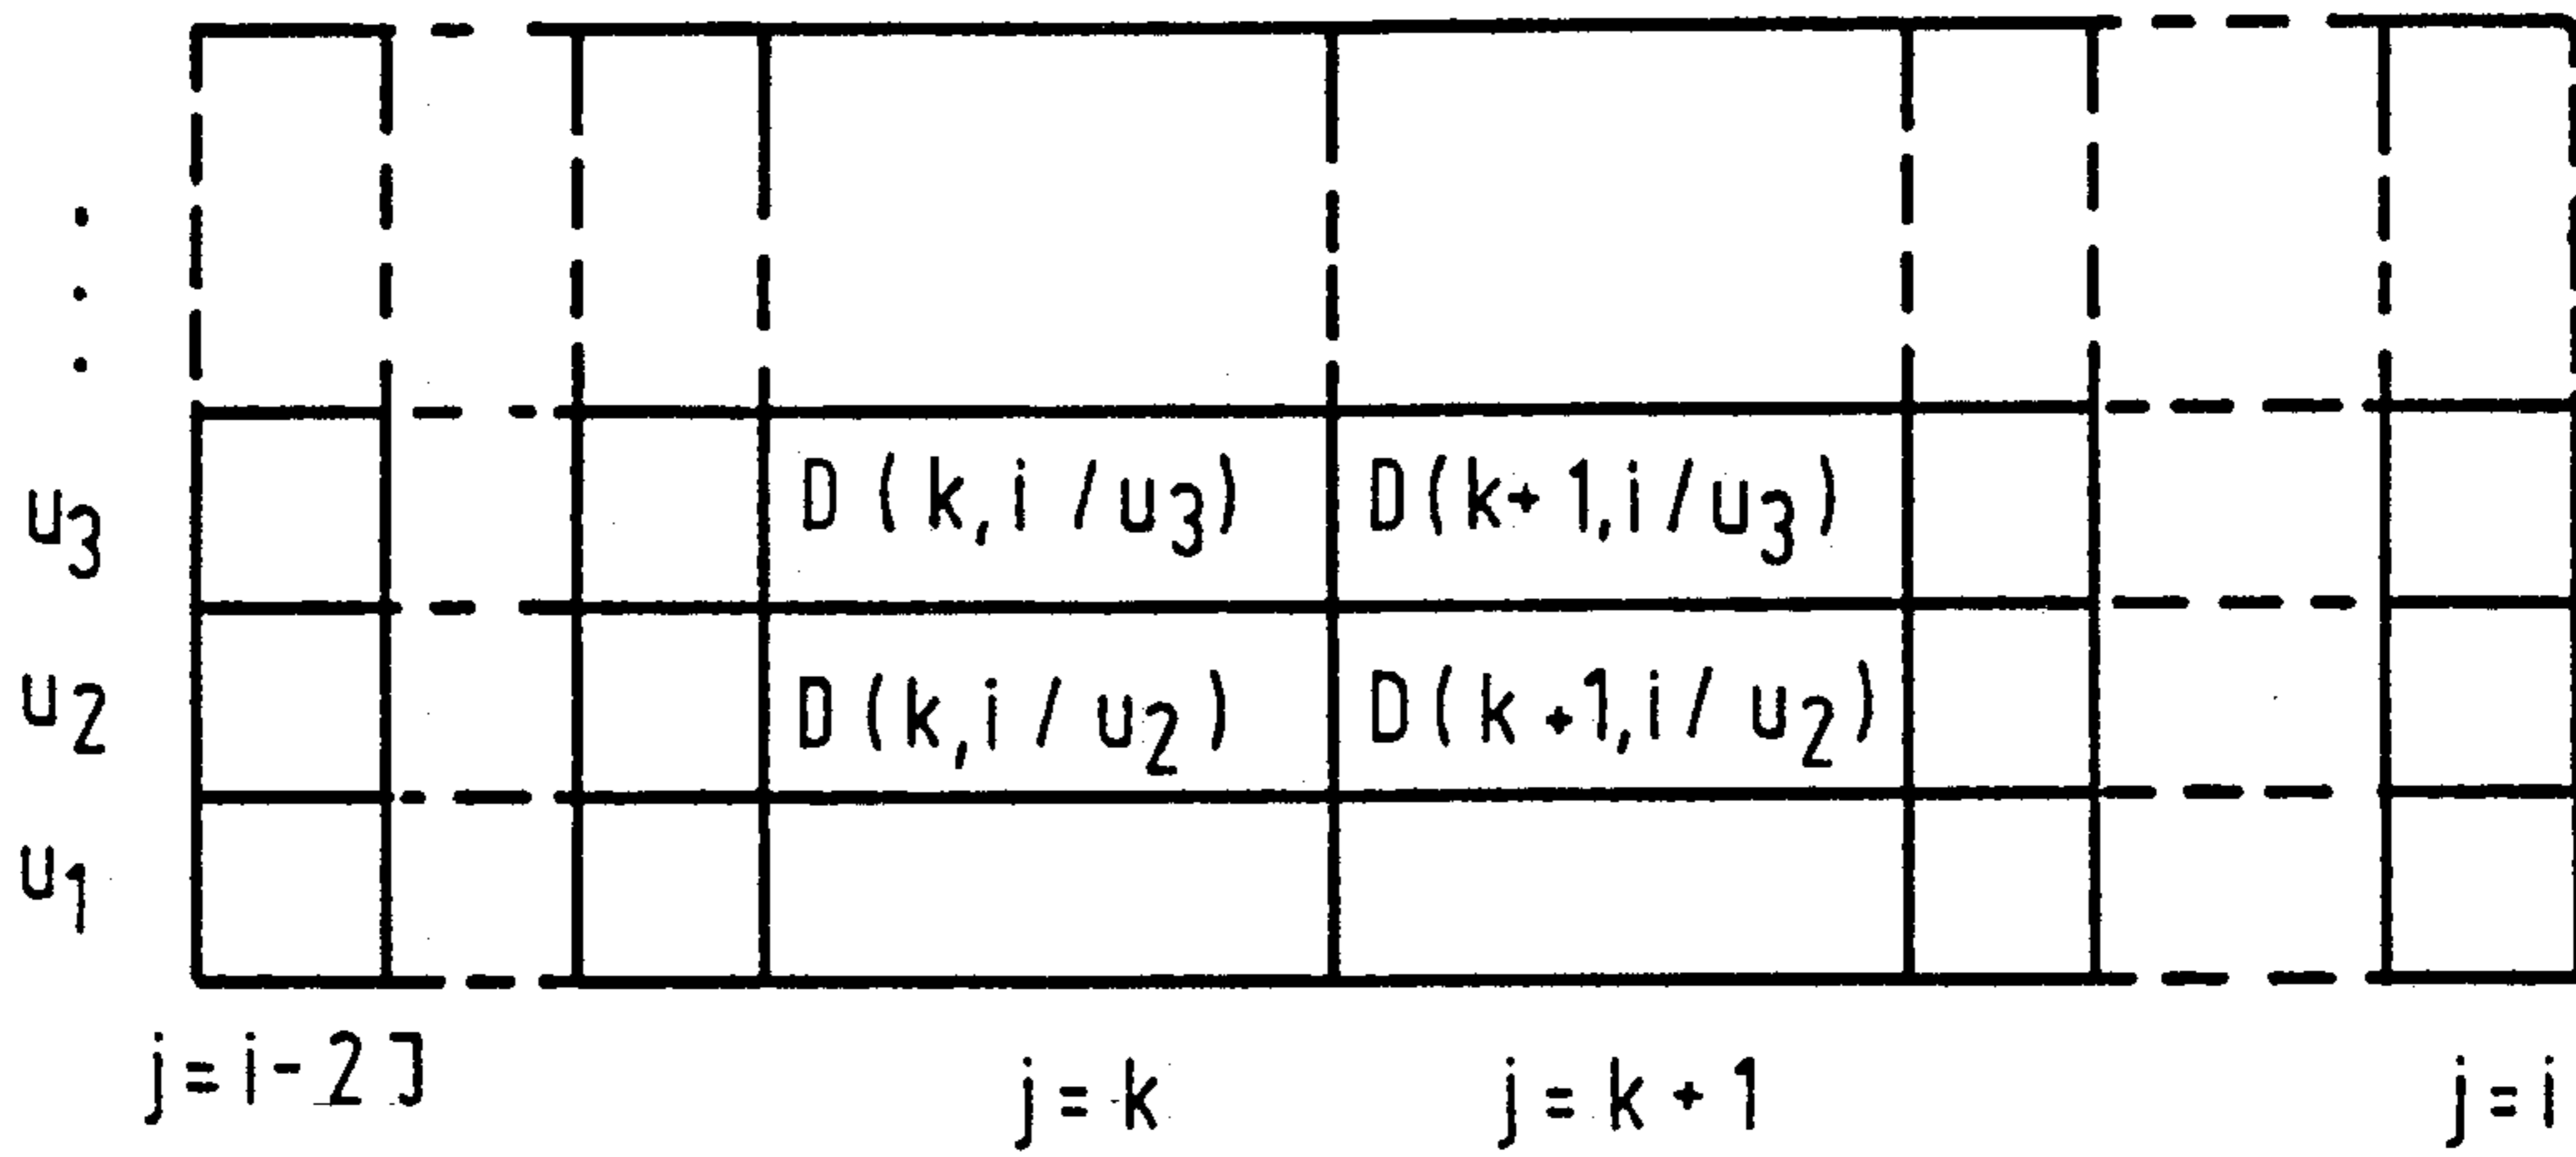 .
.
.
u3 D(k,i/u3) D(k+1,i/u3)
u2 D(k,i/u2) D(k+1,i/u2)
u1
j=i-2J j=k j=k+1 j=i